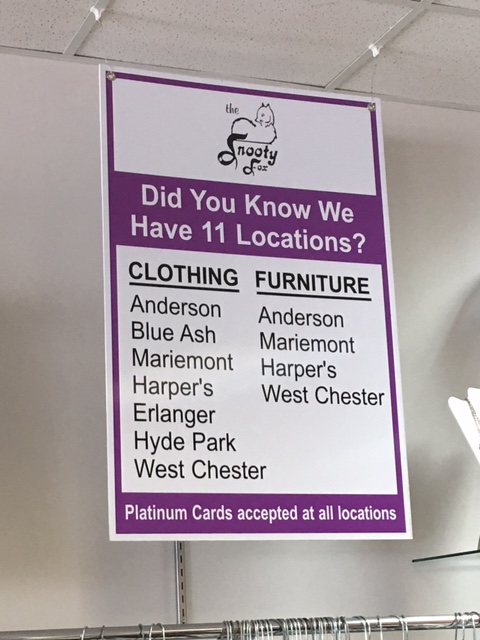 the
Snooty
Fox
Did You Know We
Have 11 Locations?
CLOTHING FURNITURE
Anderson
Blue Ash
Mariemont
Harper's
Erlanger
Hyde Park
West Chester
Anderson
Mariemont
Harper's
West Chester
Platinum Cards accepted at all locations